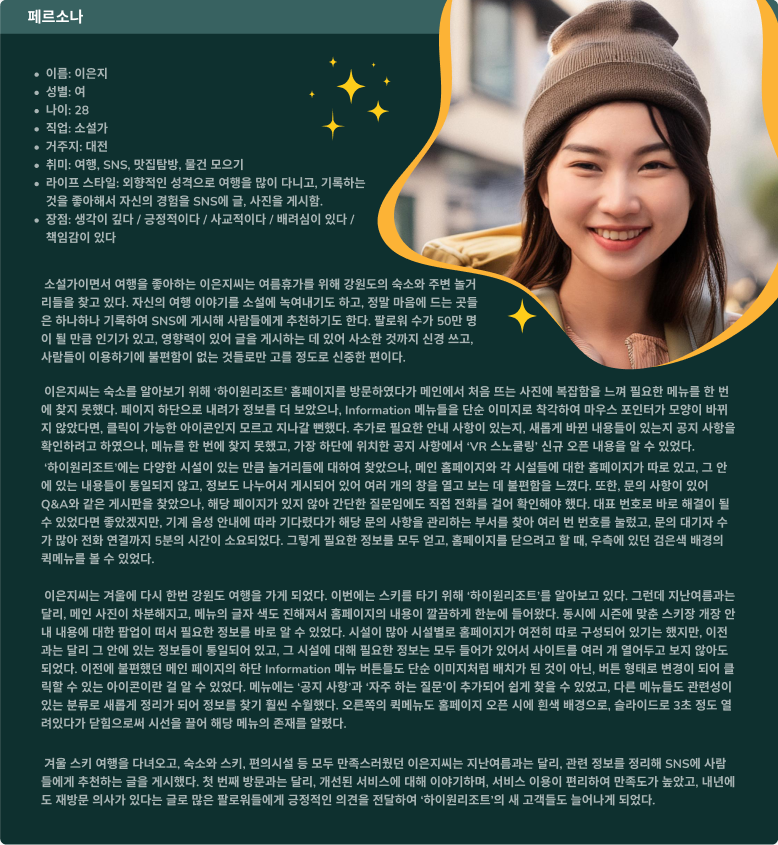 페르소나
• 이름: 이은지
• 성별: 여
• 나이: 28
• 직업: 소설가
• 거주지: 대전
• 취미: 여행, SNS, 맛집탐방, 물건 모으기
• 라이프 스타일: 외향적인 성격으로 여행을 많이 다니고, 기록하는
것을 좋아해서 자신의 경험을 SNS에 글, 사진을 게시함.
• 장점: 생각이 깊다 / 긍정적이다 / 사교적이다 / 배려심이 있다 /
책임감이 있다
소설가이면서 여행을 좋아하는 이은지씨는 여름휴가를 위해 강원도의 숙소와 주변 놀거
리들을 찾고 있다. 자신의 여행 이야기를 소설에 녹여내기도 하고, 정말 마음에 드는 곳들
은 하나하나 기록하여 SNS에 게시해 사람들에게 추천하기도 한다. 팔로워 수가 50만 명
이 될 만큼 인기가 있고, 영향력이 있어 글을 게시하는 데 있어 사소한 것까지 신경 쓰고,
사람들이 이용하기에 불편함이 없는 것들로만 고를 정도로 신중한 편이다.
이은지씨는 숙소를 알아보기 위해 ‘하이원리조트’ 홈페이지를 방문하였다가 메인에서 처음 뜨는 사진에 복잡함을 느껴 필요한 메뉴를 한 번
에 찾지 못했다. 페이지 하단으로 내려가 정보를 더 보았으나, Information 메뉴들을 단순 이미지로 착각하여 마우스 포인터가 모양이 바뀌
지 않았다면, 클릭이 가능한 아이콘인지 모르고 지나갈 뻔했다. 추가로 필요한 안내 사항이 있는지, 새롭게 바뀐 내용들이 있는지 공지 사항을
확인하려고 하였으나, 메뉴를 한 번에 찾지 못했고, 가장 하단에 위치한 공지 사항에서 ‘VR 스노쿨링’ 신규 오픈 내용을 알 수 있었다.
‘하이원리조트’에는 다양한 시설이 있는 만큼 놀거리들에 대하여 찾았으나, 메인 홈페이지와 각 시설들에 대한 홈페이지가 따로 있고, 그 안
에 있는 내용들이 통일되지 않고, 정보도 나누어서 게시되어 있어 여러 개의 창을 열고 보는 데 불편함을 느꼈다. 또한, 문의 사항이 있어
Q&A와 같은 게시판을 찾았으나, 해당 페이지가 있지 않아 간단한 질문임에도 직접 전화를 걸어 확인해야 했다. 대표 번호로 바로 해결이 될
수 있었다면 좋았겠지만, 기계 음성 안내에 따라 기다렸다가 해당 문의 사항을 관리하는 부서를 찾아 여러 번 번호를 눌렀고, 문의 대기자 수
가 많아 전화 연결까지 5분의 시간이 소요되었다. 그렇게 필요한 정보를 모두 얻고, 홈페이지를 닫으려고 할 때, 우측에 있던 검은색 배경의
퀵메뉴를 볼 수 있었다.
이은지씨는 겨울에 다시 한번 강원도 여행을 가게 되었다. 이번에는 스키를 타기 위해 ‘하이원리조트’를 알아보고 있다. 그런데 지난여름과는
달리, 메인 사진이 차분해지고, 메뉴의 글자 색도 진해져서 홈페이지의 내용이 깔끔하게 한눈에 들어왔다. 동시에 시즌에 맞춘 스키장 개장 안
내 내용에 대한 팝업이 떠서 필요한 정보를 바로 알 수 있었다. 시설이 많아 시설별로 홈페이지가 여전히 따로 구성되어 있기는 했지만, 이전
과는 달리 그 안에 있는 정보들이 통일되어 있고, 그 시설에 대해 필요한 정보는 모두 들어가 있어서 사이트를 여러 개 열어두고 보지 않아도
되었다. 이전에 불편했던 메인 페이지의 하단 Information 메뉴 버튼들도 단순 이미지처럼 배치가 된 것이 아닌, 버튼 형태로 변경이 되어 클
릭할 수 있는 아이콘이란 걸 알 수 있었다. 메뉴에는 ‘공지 사항’과 ‘자주 하는 질문’이 추가되어 쉽게 찾을 수 있었고, 다른 메뉴들도 관련성이
있는 분류로 새롭게 정리가 되어 정보를 찾기 훨씬 수월했다. 오른쪽의 퀵메뉴도 홈페이지 오픈 시에 흰색 배경으로, 슬라이드로 3초 정도 열
려있다가 닫힘으로써 시선을 끌어 해당 메뉴의 존재를 알렸다.
겨울 스키 여행을 다녀오고, 숙소와 스키, 편의시설 등 모두 만족스러웠던 이은지씨는 지난여름과는 달리, 관련 정보를 정리해 SNS에 사람
들에게 추천하는 글을 게시했다. 첫 번째 방문과는 달리, 개선된 서비스에 대해 이야기하며, 서비스 이용이 편리하여 만족도가 높았고, 내년에
도 재방문 의사가 있다는 글로 많은 팔로워들에게 긍정적인 의견을 전달하여 ‘하이원리조트’의 새 고객들도 늘어나게 되었다.